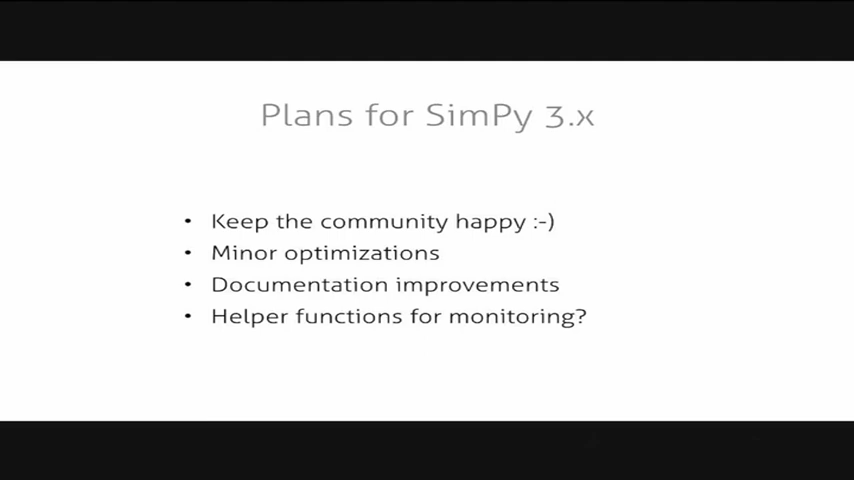 Plans for SimPy 3.x
• Keep the community happy :-)
• Minor optimizations
• Documentation improvements
• Helper functions for monitoring?